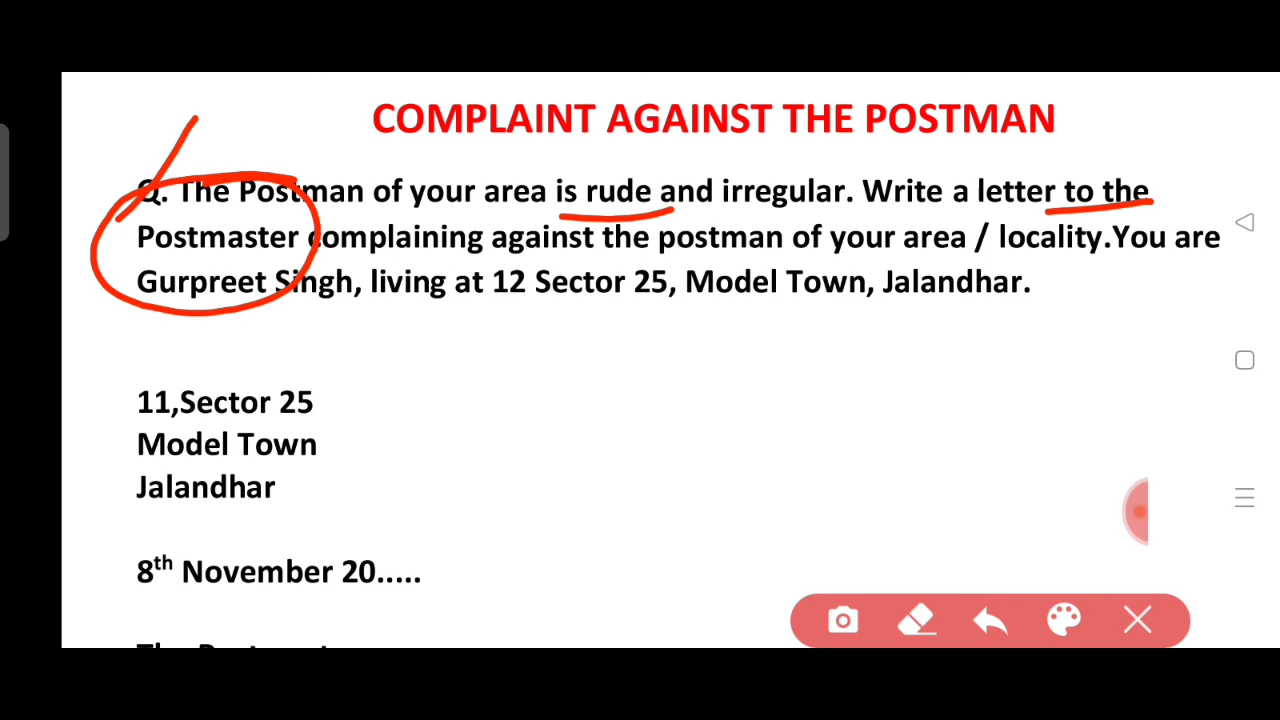 COMPLAINT AGAINST THE POSTMAN
Q. The Postman of your area is rude and irregular. Write a letter to the
Postmaster complaining against the postman of your area / locality.You are
Gurpreet Singh, living at 12 Sector 25, Model Town, Jalandhar.
11,Sector 25
Model Town
Jalandhar
8th November 20.....